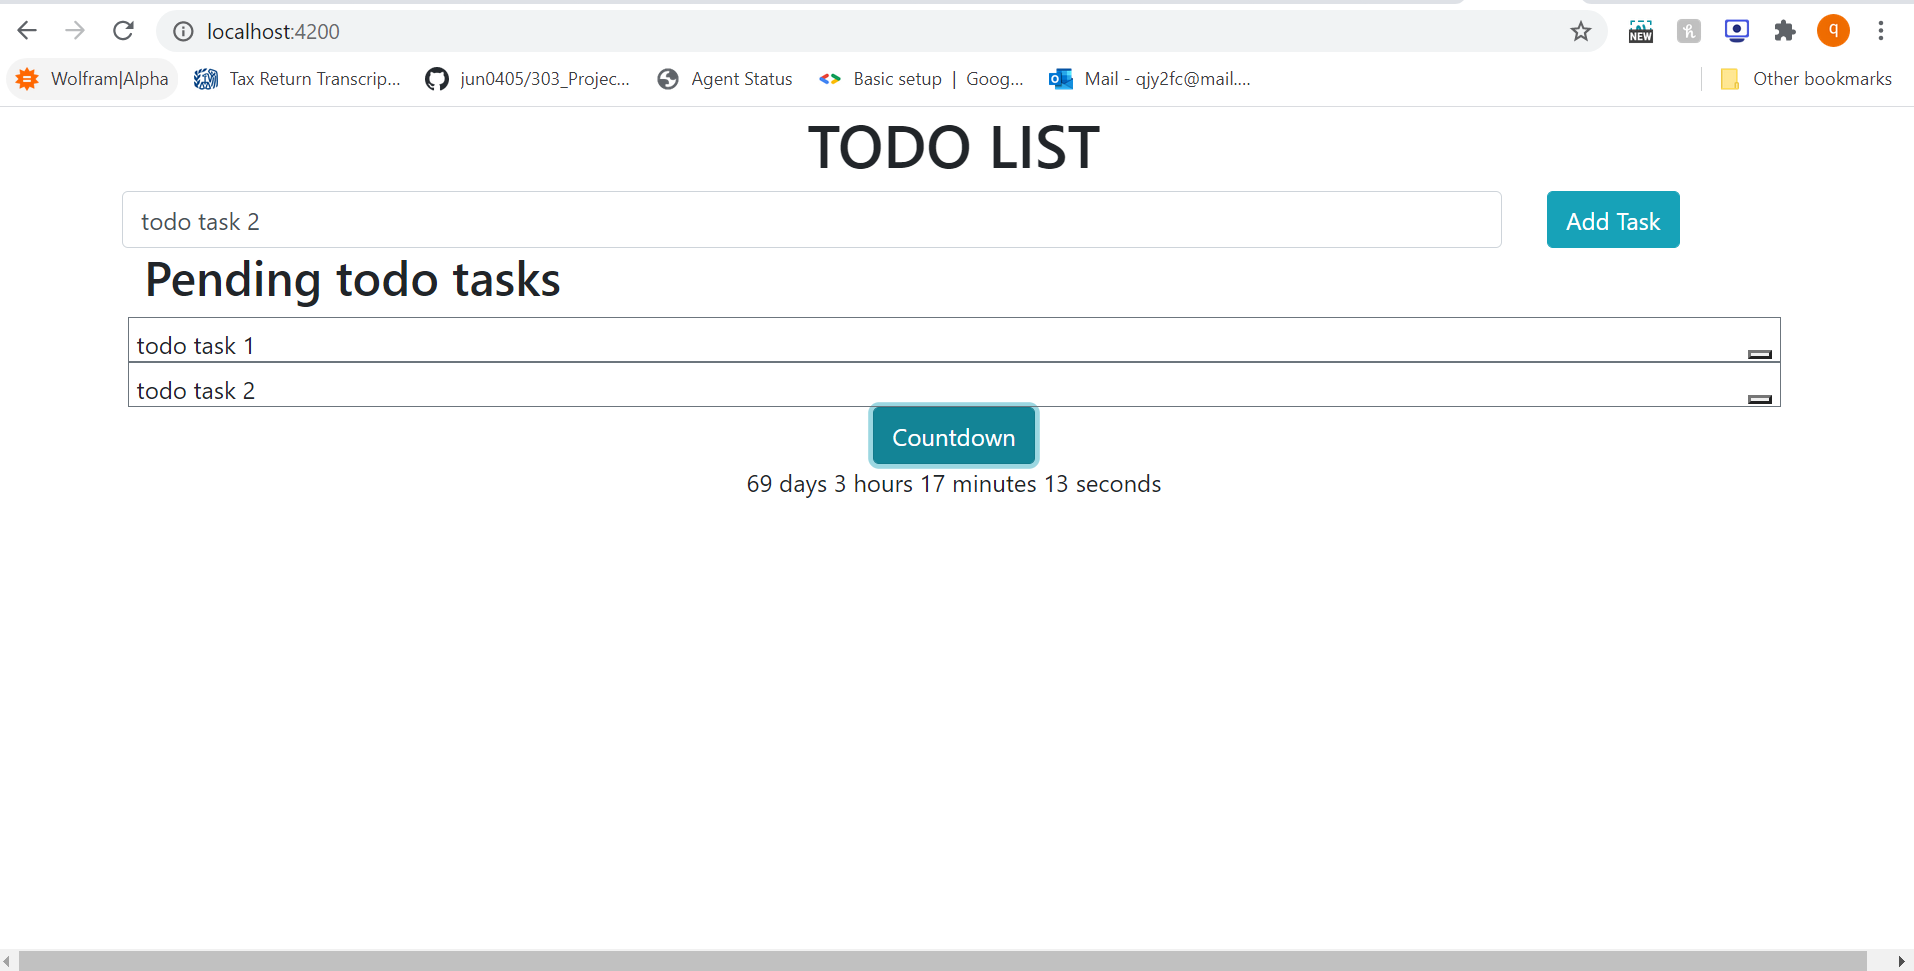 localhost:4200
NEW
h
q
Wolfram|Alpha
Tax Return Transcrip...
jun0405/303_Projec...
Agent Status
Basic setup | Goog...
Mail - qjy2fc@mail....
Other bookmarks
TODO LIST
todo task 2
Add Task
Pending todo tasks
todo task 1
todo task 2
Countdown
69 days 3 hours 17 minutes 13 seconds